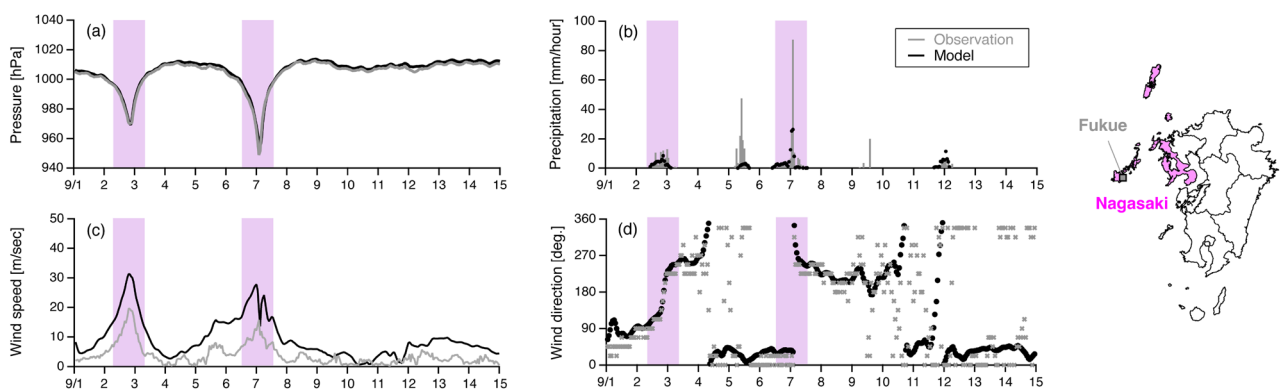 (a)
Pressure [hPa]
1040
1020
1000
980
960
940
9/1 2 3 4 5 6 7 8 9 10 11 12 13 14 15
(b)
Precipitation [mm/hour]
100
80
60
40
20
0
9/1 2 3 4 5 6 7 8 9 10 11 12 13 14 15
Observation
Model
(c)
Wind speed [m/sec]
50
40
30
20
10
0
9/1 2 3 4 5 6 7 8 9 10 11 12 13 14 15
(d)
Wind direction [deg.]
360
270
180
90
0
9/1 2 3 4 5 6 7 8 9 10 11 12 13 14 15
Fukue
Nagasaki